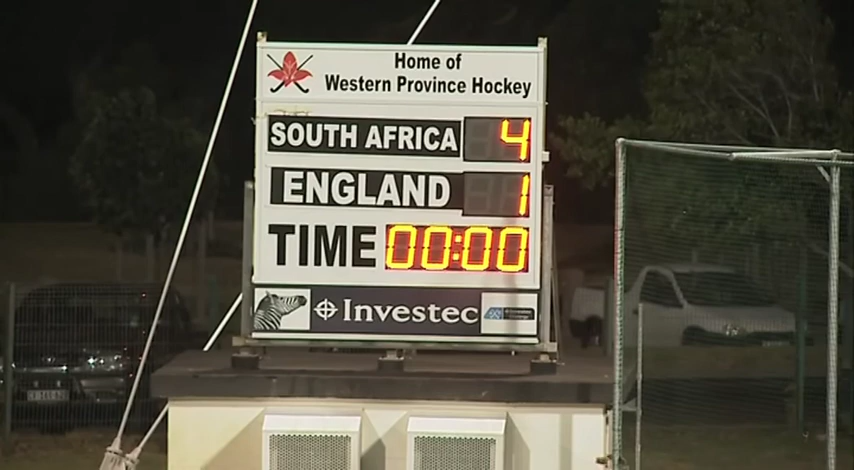 Home of
Western Province Hockey
SOUTH AFRICA 4
ENGLAND 1
TIME 00:00
Investec